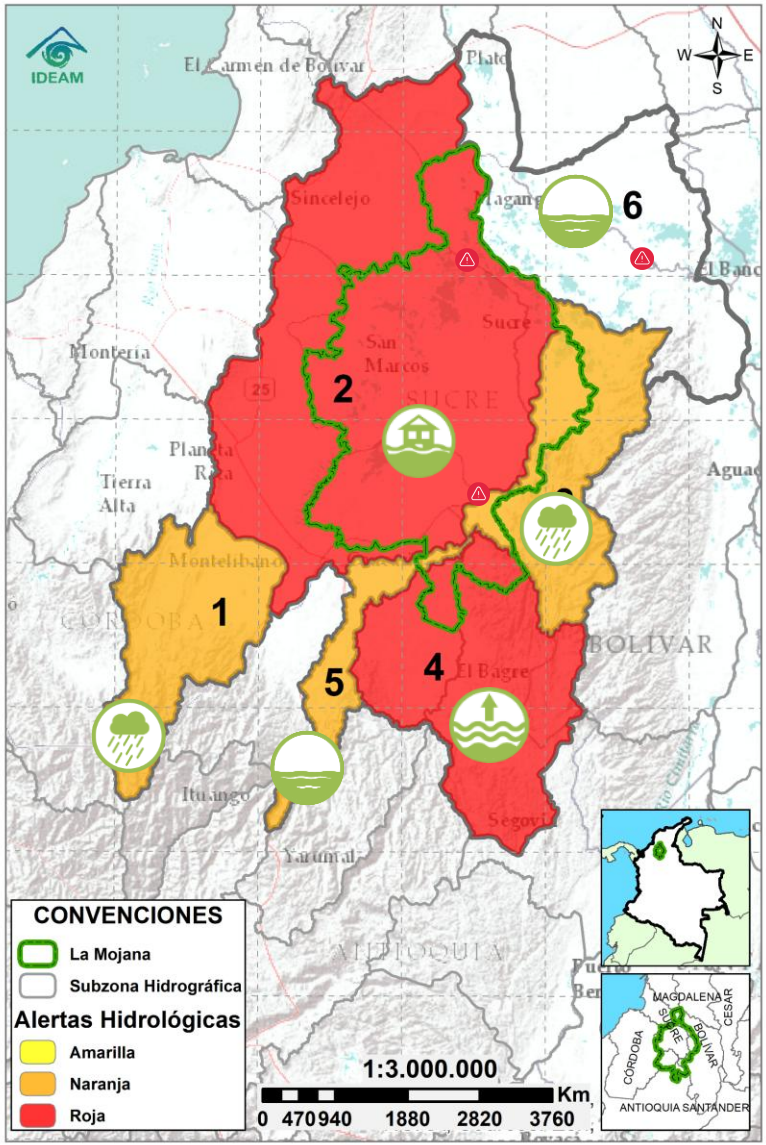 IDEAM
N
W
E
S
El Carmen de Bolívar
Plato
Sincelejo
6
El Banc
Sucre
Montería
San
Marcos
2
25
SUCRE
Planeta
Rica
Tierra
Alta
Aguac
Montelíbano
CÓRDOBA
1
BOLÍVAR
5
4
El Bagre
Ituango
Segovia
Yarumal
ANTIOQUIA
Puerto
Ber
CONVENCIONES
La Mojana
Subzona Hidrográfica
Alertas Hidrológicas
Amarilla
Naranja
Roja
1:3.000.000
Km
0 470 940 1880 2820 3760
MAGDALENA
CESAR
SUCRE
BOLÍVAR
CÓRDOBA
ANTIOQUIA SANTANDER